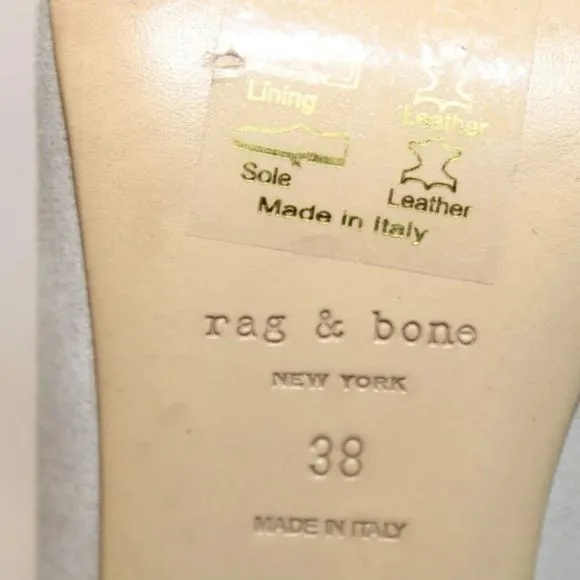 Lining Leather
Sole Leather
Made in Italy
rag & bone
NEW YORK
38
MADE IN ITALY